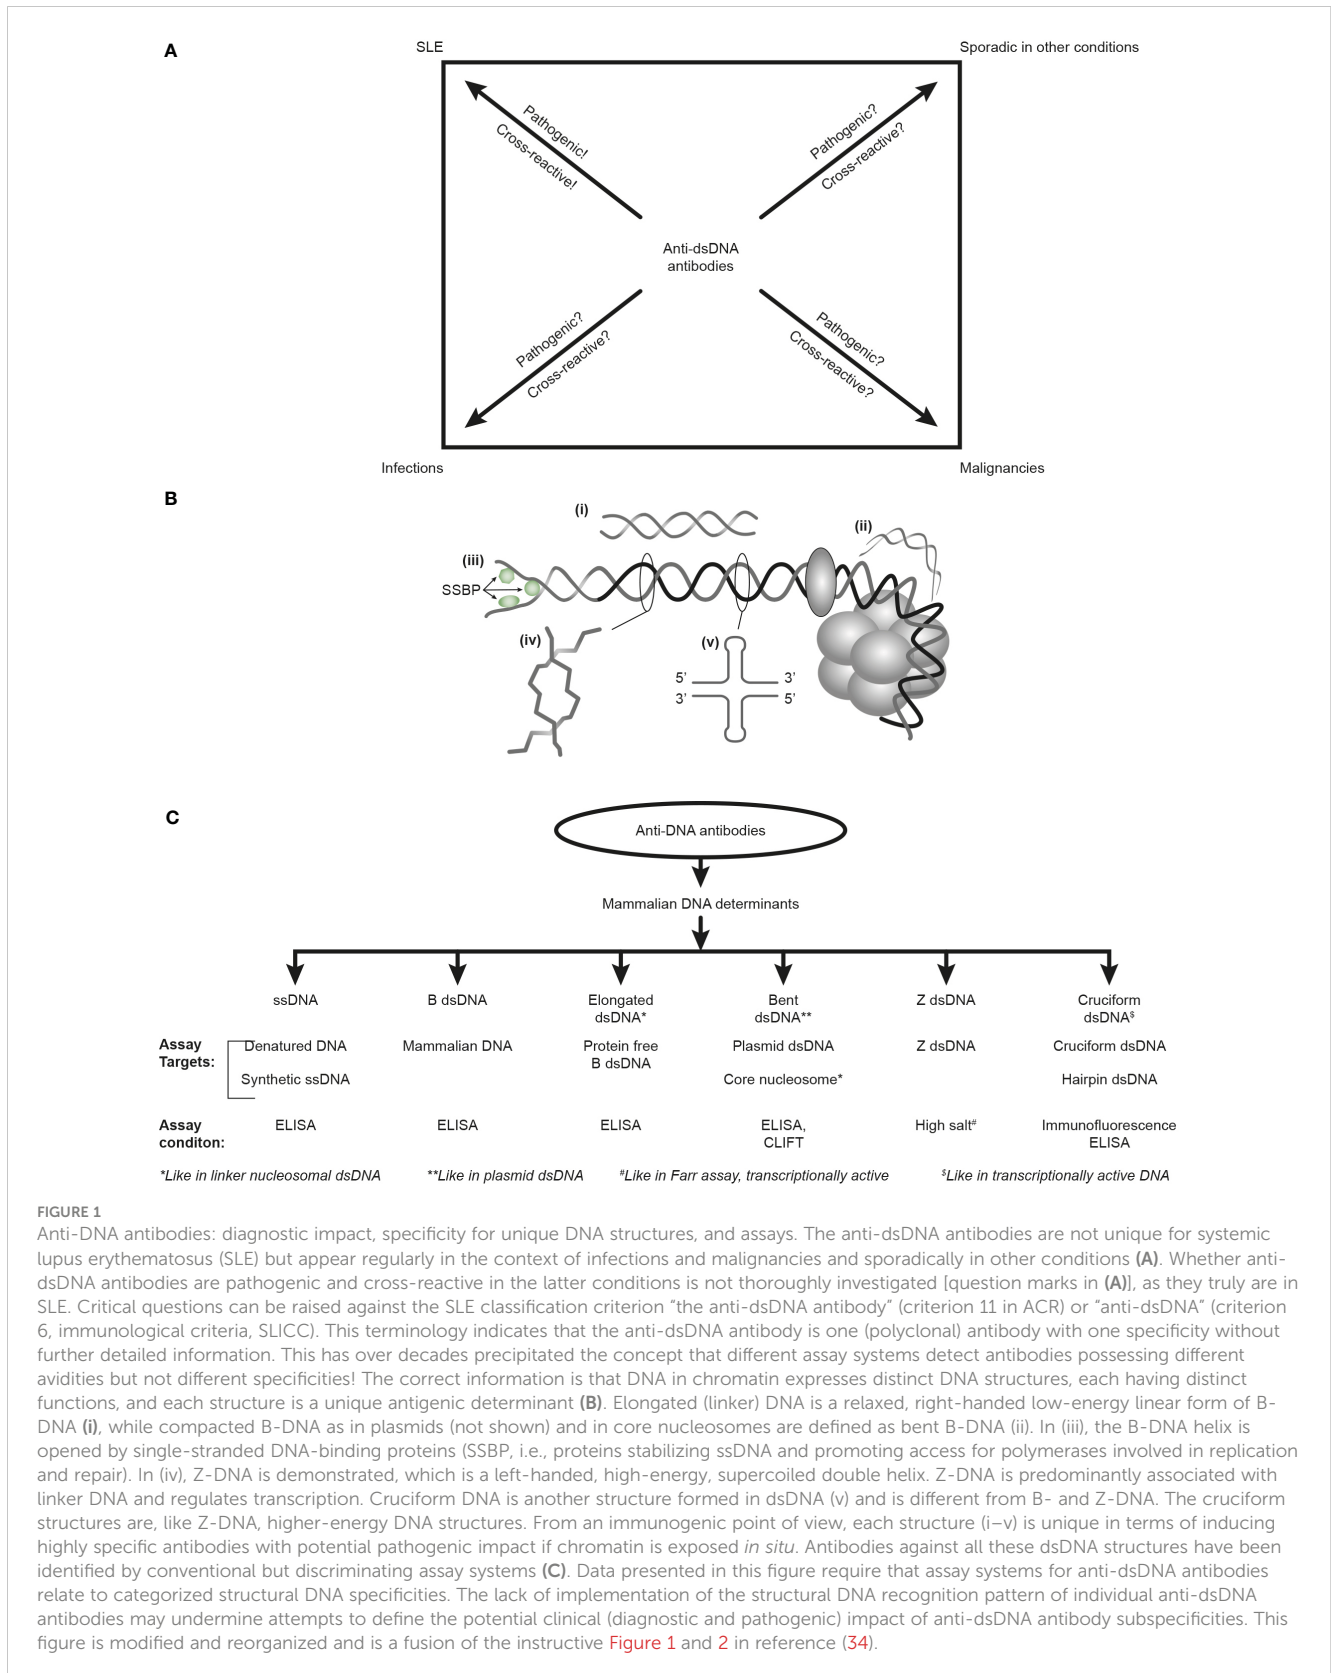 A
SLE
Sporadic in other conditions
Pathogenic!
Cross-reactive!
Pathogenic?
Cross-reactive?
Anti-dsDNA
antibodies
Pathogenic?
Cross-reactive?
Pathogenic?
Cross-reactive?
Infections
Malignancies
B
(i)
(ii)
(iii)
SSBP
(iv)
(v)
5’ 3’
3’ 5’
C
Anti-DNA antibodies
Mammalian DNA determinants
ssDNA B dsDNA Elongated dsDNA* Bent dsDNA** Z dsDNA Cruciform dsDNA$
Assay Targets: Denatured DNA Mammalian DNA Protein free B dsDNA Plasmid dsDNA Z dsDNA Cruciform dsDNA
Synthetic ssDNA Core nucleosome* Hairpin dsDNA
Assay conditon: ELISA ELISA ELISA ELISA, CLIFT High salt# Immunofluorescence ELISA
*Like in linker nucleosomal dsDNA **Like in plasmid dsDNA #Like in Farr assay, transcriptionally active $Like in transcriptionally active DNA
FIGURE 1
Anti-DNA antibodies: diagnostic impact, specificity for unique DNA structures, and assays. The anti-dsDNA antibodies are not unique for systemic
lupus erythematosus (SLE) but appear regularly in the context of infections and malignancies and sporadically in other conditions (A). Whether anti-
dsDNA antibodies are pathogenic and cross-reactive in the latter conditions is not thoroughly investigated [question marks in (A)], as they truly are in
SLE. Critical questions can be raised against the SLE classification criterion “the anti-dsDNA antibody” (criterion 11 in ACR) or “anti-dsDNA” (criterion
6, immunological criteria, SLICC). This terminology indicates that the anti-dsDNA antibody is one (polyclonal) antibody with one specificity without
further detailed information. This has over decades precipitated the concept that different assay systems detect antibodies possessing different
avidities but not different specificities! The correct information is that DNA in chromatin expresses distinct DNA structures, each having distinct
functions, and each structure is a unique antigenic determinant (B). Elongated (linker) DNA is a relaxed, right-handed low-energy linear form of B-
DNA (i), while compacted B-DNA as in plasmids (not shown) and in core nucleosomes are defined as bent B-DNA (ii). In (iii), the B-DNA helix is
opened by single-stranded DNA-binding proteins (SSBP, i.e., proteins stabilizing ssDNA and promoting access for polymerases involved in replication
and repair). In (iv), Z-DNA is demonstrated, which is a left-handed, high-energy, supercoiled double helix. Z-DNA is predominantly associated with
linker DNA and regulates transcription. Cruciform DNA is another structure formed in dsDNA (v) and is different from B- and Z-DNA. The cruciform
structures are, like Z-DNA, higher-energy DNA structures. From an immunogenic point of view, each structure (i–v) is unique in terms of inducing
highly specific antibodies with potential pathogenic impact if chromatin is exposed in situ. Antibodies against all these dsDNA structures have been
identified by conventional but discriminating assay systems (C). Data presented in this figure require that assay systems for anti-dsDNA antibodies
relate to categorized structural DNA specificities. The lack of implementation of the structural DNA recognition pattern of individual anti-dsDNA
antibodies may undermine attempts to define the potential clinical (diagnostic and pathogenic) impact of anti-dsDNA antibody subspecificities. This
figure is modified and reorganized and is a fusion of the instructive Figure 1 and 2 in reference (34).